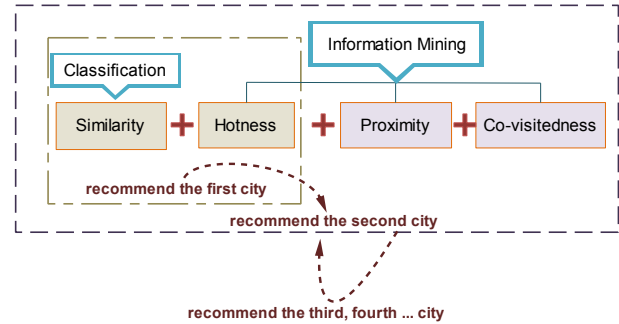 Information Mining
Classification
Similarity + Hotness + Proximity + Co-visitedness
recommend the first city
recommend the second city
recommend the third, fourth ... city